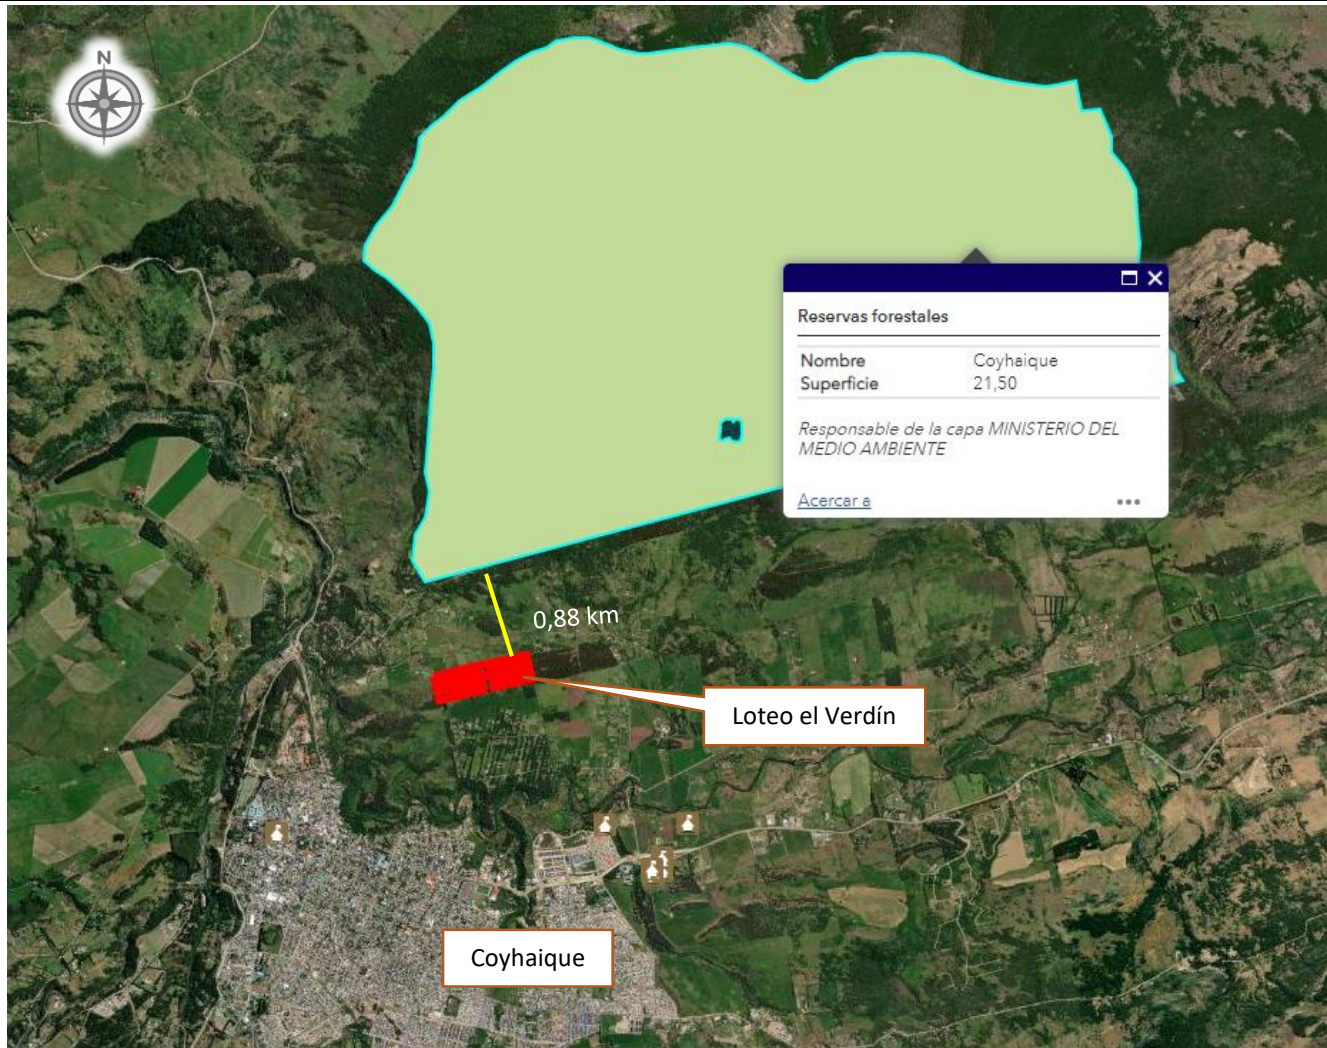 N
Reservas forestales
Nombre Coyhaique
Superficie 21,50
Responsable de la capa MINISTERIO DEL
MEDIO AMBIENTE
Acercar a
0,88 km
Loteo el Verdín
Coyhaique